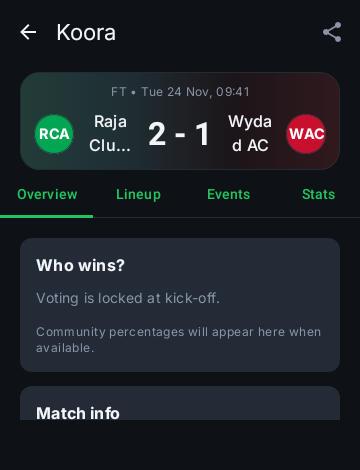 Koora
FT • Tue 24 Nov, 09:41
RCA
Raja
Clu...
2 - 1
Wyda
d AC
WAC
Overview
Lineup
Events
Stats
Who wins?
Voting is locked at kick-off.
Community percentages will appear here when
available.
Match info